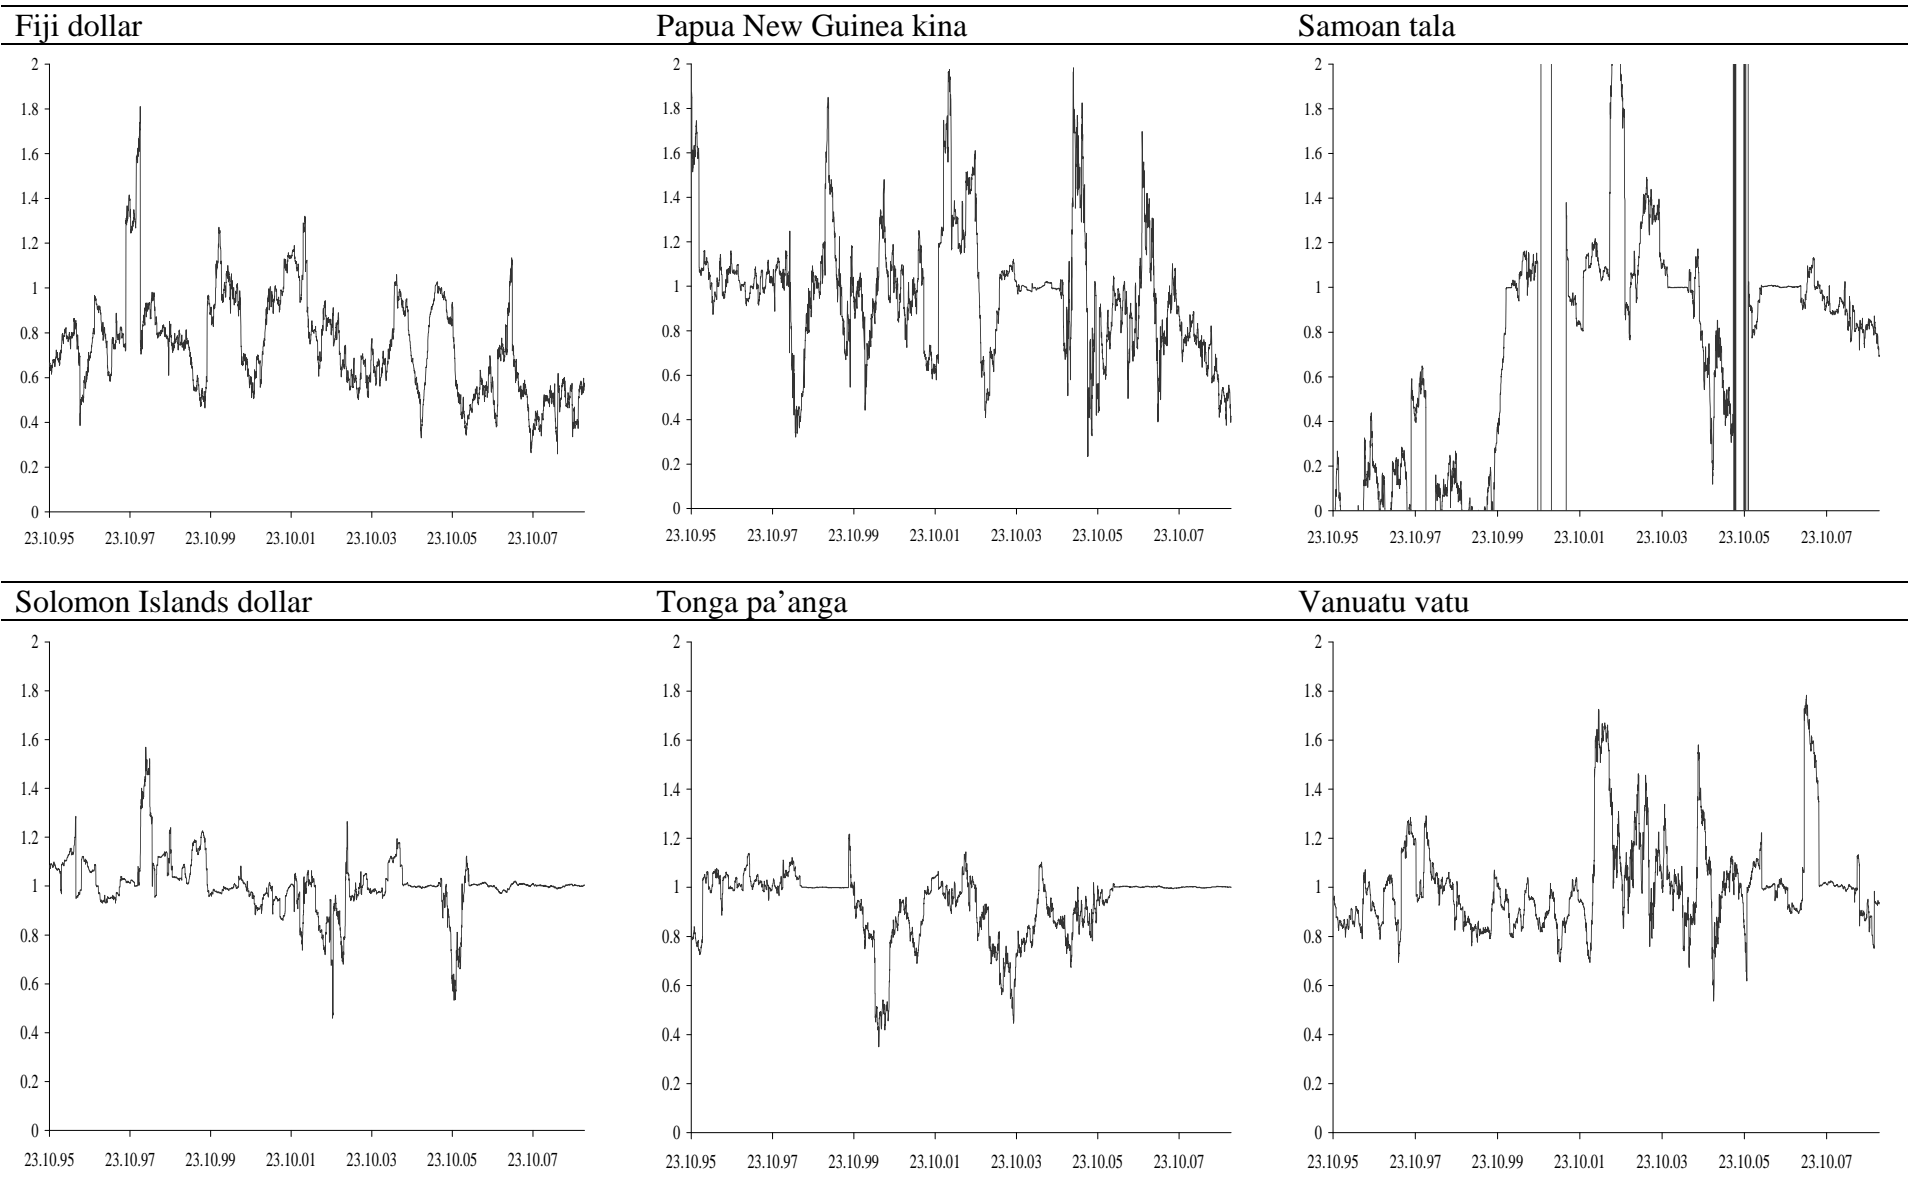 Fiji dollar Papua New Guinea kina Samoan tala
2 2 2
1.8 1.8 1.8
1.6 1.6 1.6
1.4 1.4 1.4
1.2 1.2 1.2
1 1 1
0.8 0.8 0.8
0.6 0.6 0.6
0.4 0.4 0.4
0.2 0.2 0.2
0 0 0
23.10.95 23.10.97 23.10.99 23.10.01 23.10.03 23.10.05 23.10.07 23.10.95 23.10.97 23.10.99 23.10.01 23.10.03 23.10.05 23.10.07 23.10.95 23.10.97 23.10.99 23.10.01 23.10.03 23.10.05 23.10.07
Solomon Islands dollar Tonga pa’anga Vanuatu vatu
2 2 2
1.8 1.8 1.8
1.6 1.6 1.6
1.4 1.4 1.4
1.2 1.2 1.2
1 1 1
0.8 0.8 0.8
0.6 0.6 0.6
0.4 0.4 0.4
0.2 0.2 0.2
0 0 0
23.10.95 23.10.97 23.10.99 23.10.01 23.10.03 23.10.05 23.10.07 23.10.95 23.10.97 23.10.99 23.10.01 23.10.03 23.10.05 23.10.07 23.10.95 23.10.97 23.10.99 23.10.01 23.10.03 23.10.05 23.10.07